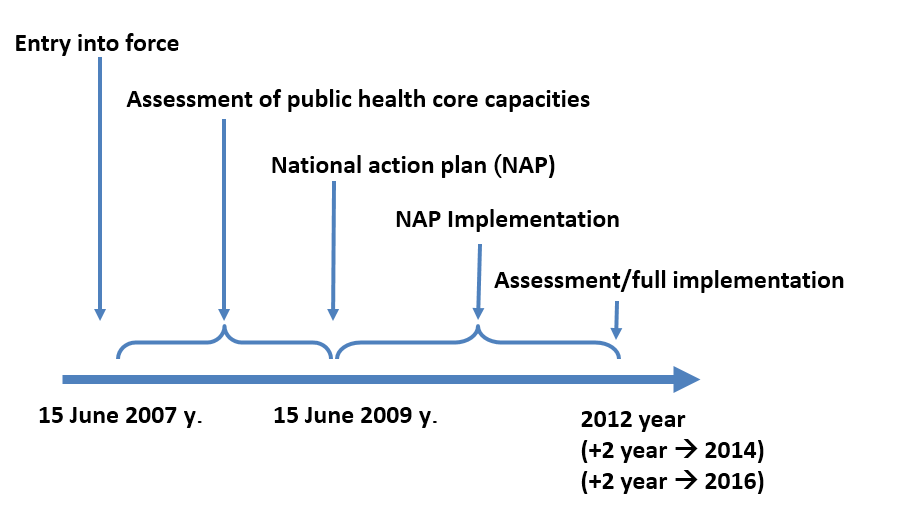 Entry into force
Assessment of public health core capacities
National action plan (NAP)
NAP Implementation
Assessment/full implementation
15 June 2007 y.
15 June 2009 y.
2012 year
(+2 year → 2014)
(+2 year → 2016)